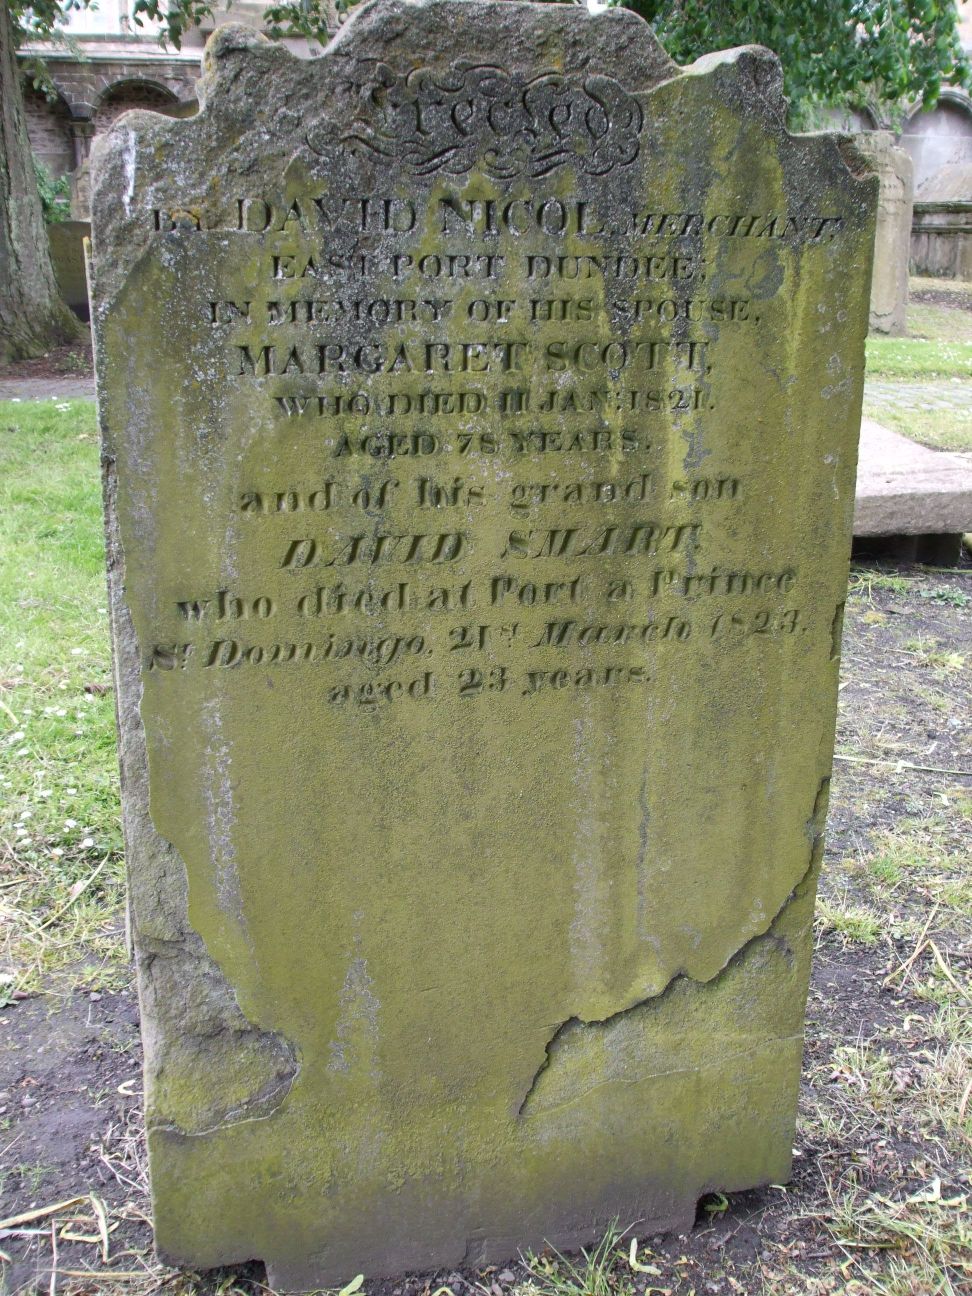 Erected
BY DAVID NICOLL, MERCHANT,
EAST PORT DUNDEE;
IN MEMORY OF HIS SPOUSE,
MARGARET SCOTT,
WHO DIED 11 JAN: 1821.
AGED 78 YEARS.
and of his grand son
DAVID SMART,
who died at Port a Prince
St Domingo, 21st March 1823.
aged 23 years.